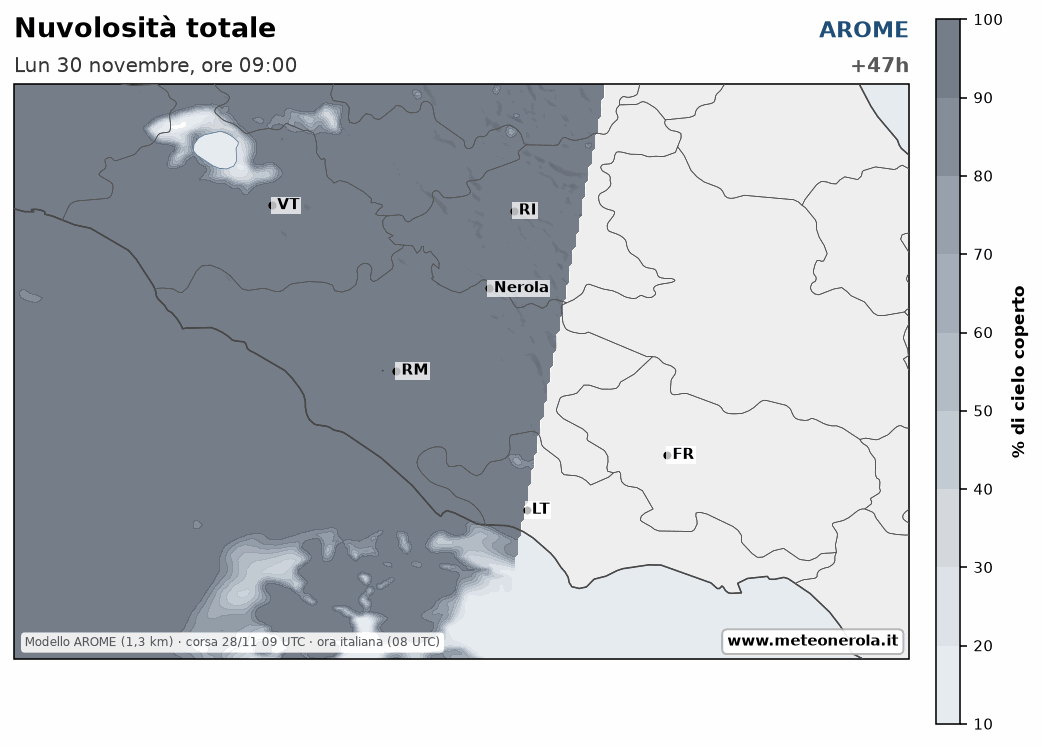 Nuvolosità totale
AROME
Lun 30 novembre, ore 09:00
+47h
100
90
80
70
60
50
40
30
20
10
% di cielo coperto
VT
RI
Nerola
RM
FR
LT
Modello AROME (1,3 km) · corsa 28/11 09 UTC · ora italiana (08 UTC)
www.meteonerola.it